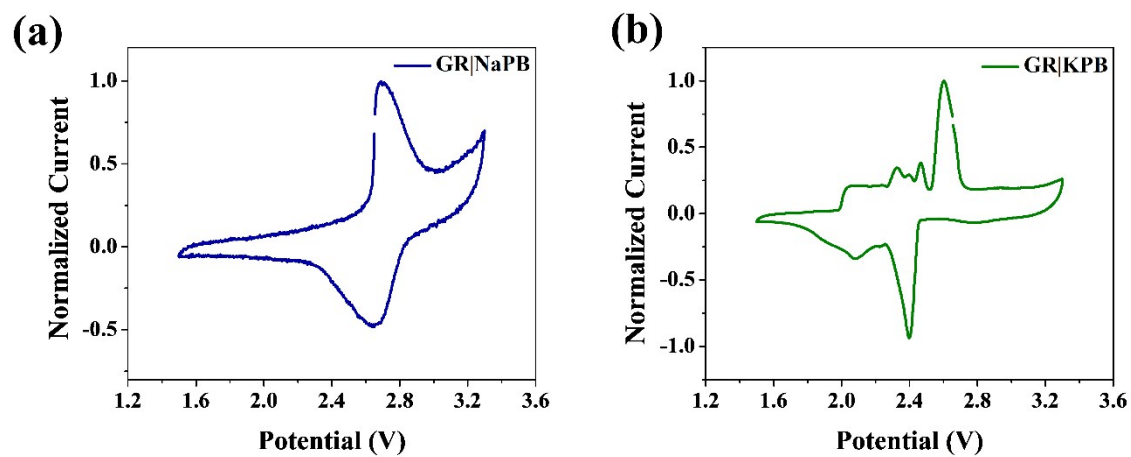 (a)
GR|NaPB
1.0
0.5
0.0
-0.5
Normalized Current
1.2 1.6 2.0 2.4 2.8 3.2 3.6
Potential (V)
(b)
GR|KPB
1.0
0.5
0.0
-0.5
-1.0
Normalized Current
1.2 1.6 2.0 2.4 2.8 3.2 3.6
Potential (V)